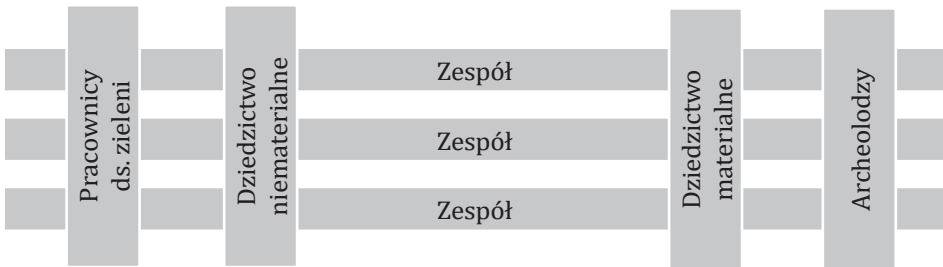 Pracownicy
ds. zieleni
Dziedzictwo
niematerialne
Zespół
Zespół
Zespół
Dziedzictwo
materialne
Archeolodzy